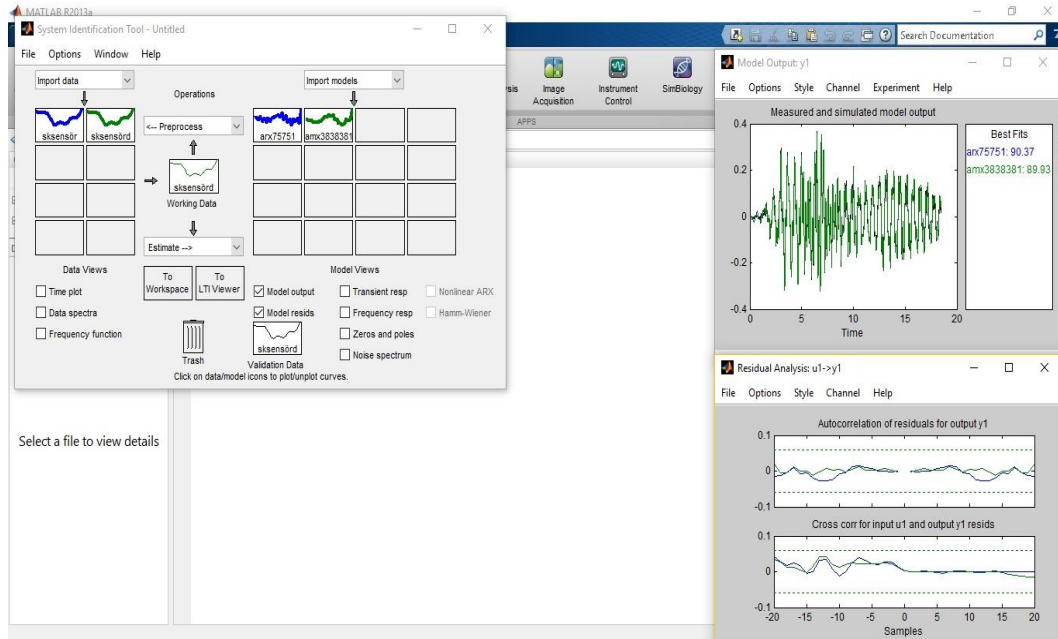 MATLAB R2013a
Search Documentation
System Identification Tool - Untitled
File Options Window Help
Import data
Operations
Import models
<-- Preprocess
sksensör
sksensörd
arx75751
amx3838381
sksensörd
Working Data
Estimate -->
Data Views
To Workspace
To LTI Viewer
Model Views
Time plot
Data spectra
Frequency function
Model output
Model resids
Transient resp
Frequency resp
Zeros and poles
Noise spectrum
Nonlinear ARX
Hamm-Wiener
Trash
sksensörd
Validation Data
Click on data/model icons to plot/unplot curves.
Image Acquisition
Instrument Control
SimBiology
APPS
Select a file to view details
Model Output: y1
File Options Style Channel Experiment Help
Measured and simulated model output
0.4
0.2
0
-0.2
-0.4
0 5 10 15 20
Time
Best Fits
arx75751: 90.37
amx3838381: 89.93
Residual Analysis: u1->y1
File Options Style Channel Help
Autocorrelation of residuals for output y1
0.1
0
-0.1
Cross corr for input u1 and output y1 resids
0.1
0
-0.1
-20 -15 -10 -5 0 5 10 15 20
Samples